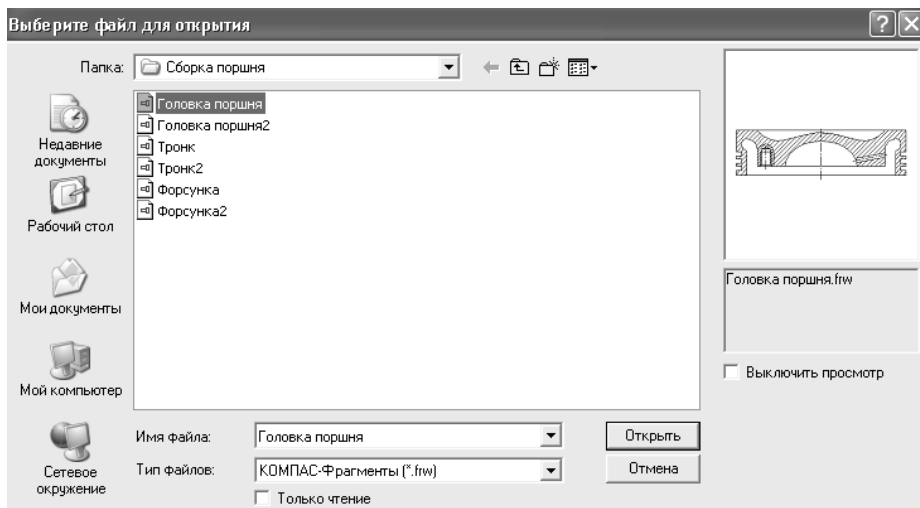 Выберите файл для открытия
Папка: Сборка поршня
Недавние документы
Рабочий стол
Мои документы
Мой компьютер
Сетевое окружение
Головка поршня
Головка поршня2
Тронк
Тронк2
Форсунка
Форсунка2
Головка поршня.frw
Выключить просмотр
Имя файла: Головка поршня
Открыть
Тип файлов: КОМПАС-Фрагменты (*.frw)
Отмена
Только чтение